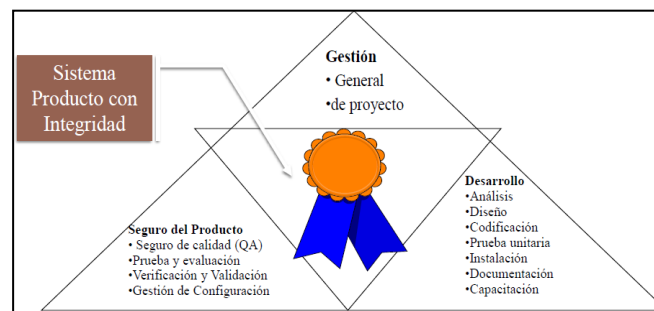 Sistema
Producto con
Integridad
Gestión
• General
•de proyecto
Seguro del Producto
• Seguro de calidad (QA)
•Prueba y evaluación
•Verificación y Validación
•Gestión de Configuración
Desarrollo
•Análisis
•Diseño
•Codificación
•Prueba unitaria
•Instalación
•Documentación
•Capacitación